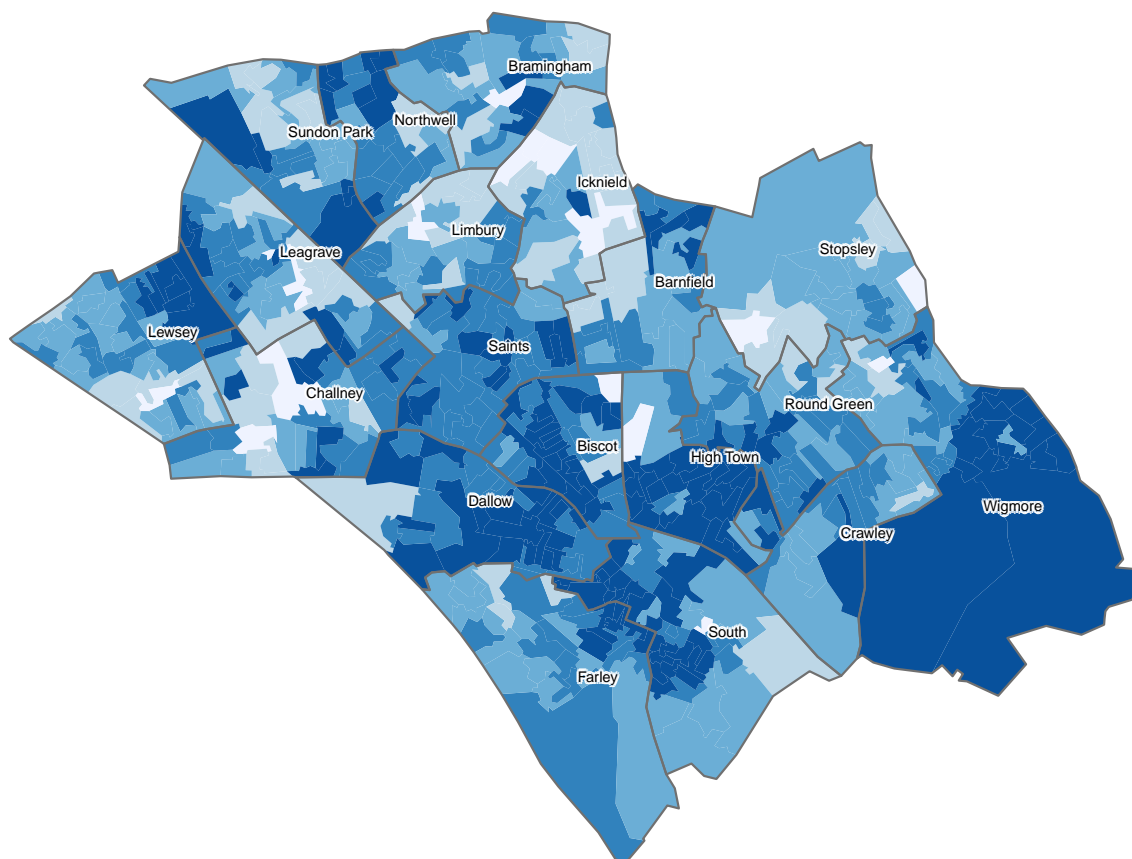 Bramingham
Northwell
Sundon Park
Icknield
Limbury
Stopsley
Leagrave
Barnfield
Lewsey
Saints
Challney
Round Green
Biscot
High Town
Dallow
Wigmore
Crawley
South
Farley